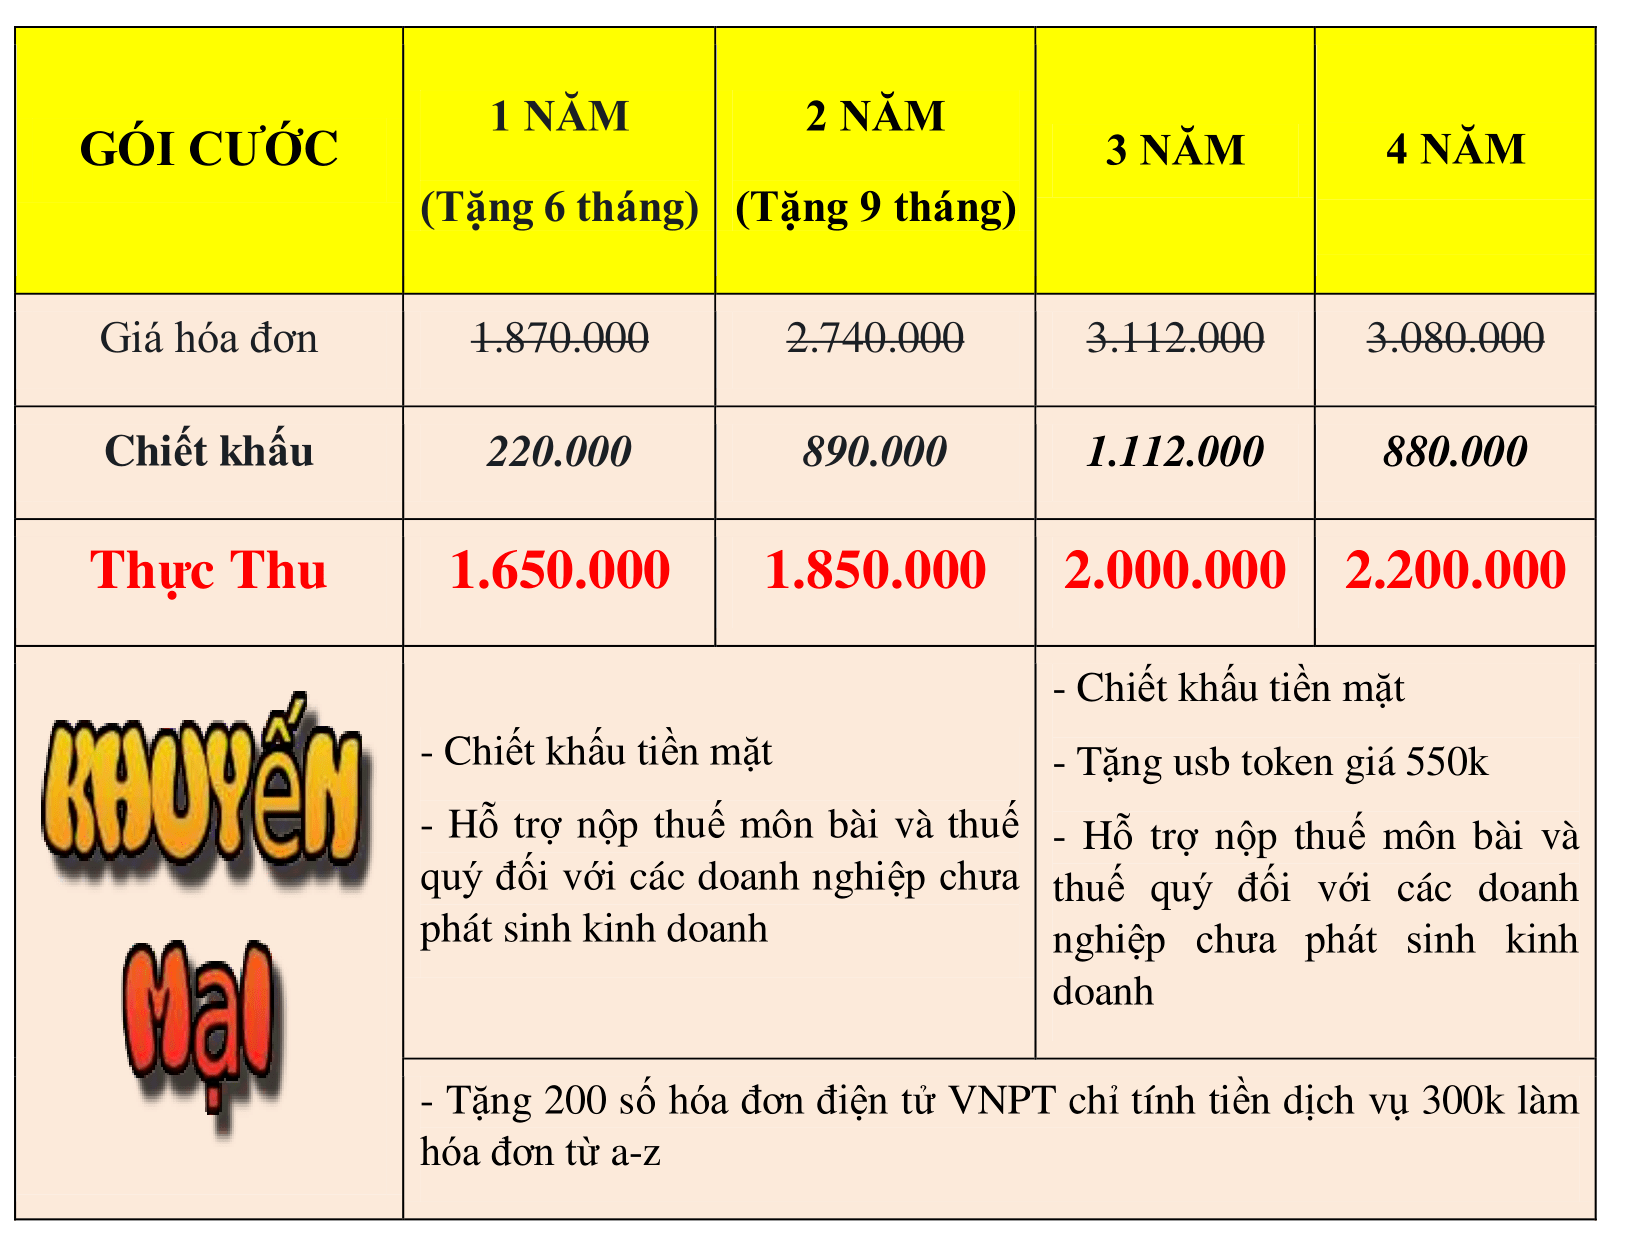 GÓI CƯỚC
1 NĂM
(Tặng 6 tháng)
2 NĂM
(Tặng 9 tháng)
3 NĂM
4 NĂM
Giá hóa đơn
1.870.000
2.740.000
3.112.000
3.080.000
Chiết khấu
220.000
890.000
1.112.000
880.000
Thực Thu
1.650.000
1.850.000
2.000.000
2.200.000
KHUYẾN
MẠI
- Chiết khấu tiền mặt
- Hỗ trợ nộp thuế môn bài và thuế
quý đối với các doanh nghiệp chưa
phát sinh kinh doanh
- Chiết khấu tiền mặt
- Tặng usb token giá 550k
- Hỗ trợ nộp thuế môn bài và
thuế quý đối với các doanh
nghiệp chưa phát sinh kinh
doanh
- Tặng 200 số hóa đơn điện tử VNPT chỉ tính tiền dịch vụ 300k làm
hóa đơn từ a-z